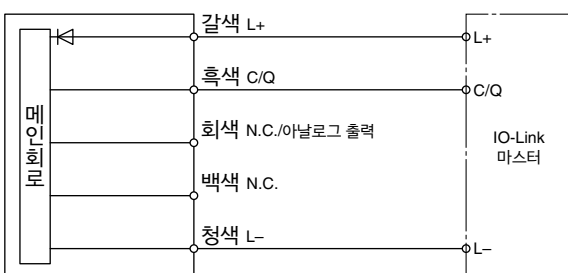 갈색 L+
L+
흑색 C/Q
C/Q
메인회로
회색 N.C./아날로그 출력
IO-Link
마스터
백색 N.C.
청색 L–
L–